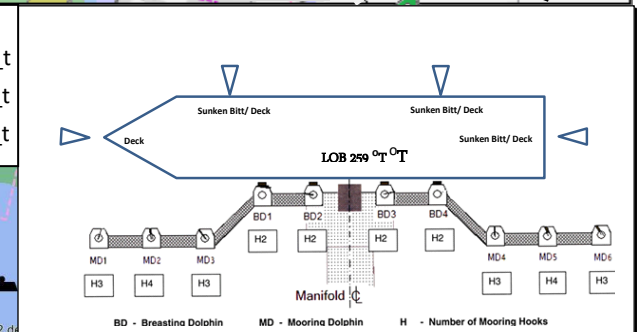 t
t
t
Sunken Bitt/ Deck
Sunken Bitt/ Deck
Deck
Sunken Bitt/ Deck
LOB 259 °T °T
BD1
BD2
BD3
BD4
H2
H2
H2
H2
MD1
MD2
MD3
MD4
MD5
MD6
H3
H4
H3
H3
H4
H3
Manifold ℄
BD - Breasting Dolphin MD - Mooring Dolphin H - Number of Mooring Hooks